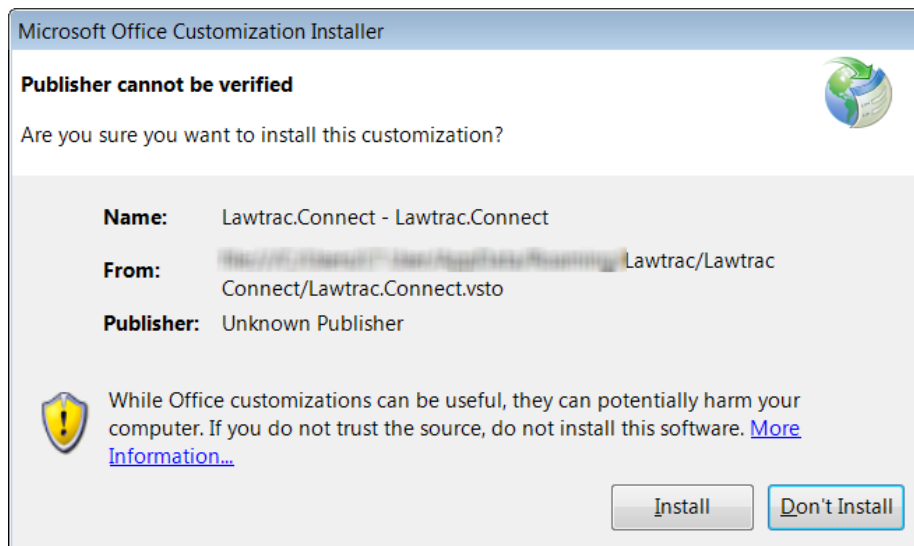 Microsoft Office Customization Installer
Publisher cannot be verified
Are you sure you want to install this customization?
Name: Lawtrac.Connect - Lawtrac.Connect
From: Lawtrac/Lawtrac
Connect/Lawtrac.Connect.vsto
Publisher: Unknown Publisher
While Office customizations can be useful, they can potentially harm your
computer. If you do not trust the source, do not install this software. More
Information...
Install Don't Install